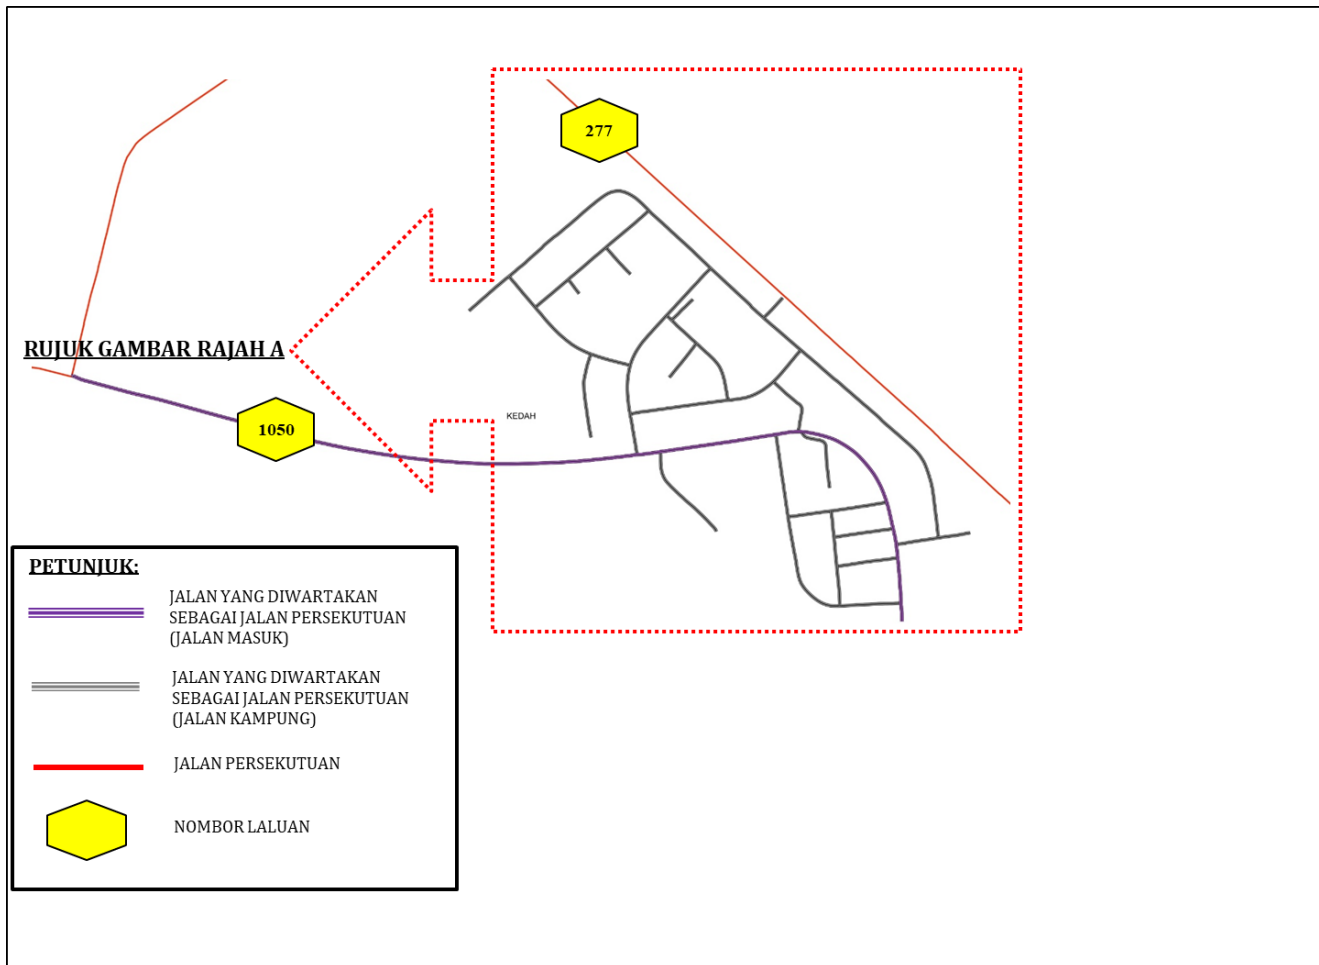 277
RUJUK GAMBAR RAJAH A
KEDAH
1050
PETUNJUK:
JALAN YANG DIWARTAKAN
SEBAGAI JALAN PERSEKUTUAN
(JALAN MASUK)
JALAN YANG DIWARTAKAN
SEBAGAI JALAN PERSEKUTUAN
(JALAN KAMPUNG)
JALAN PERSEKUTUAN
NOMBOR LALUAN